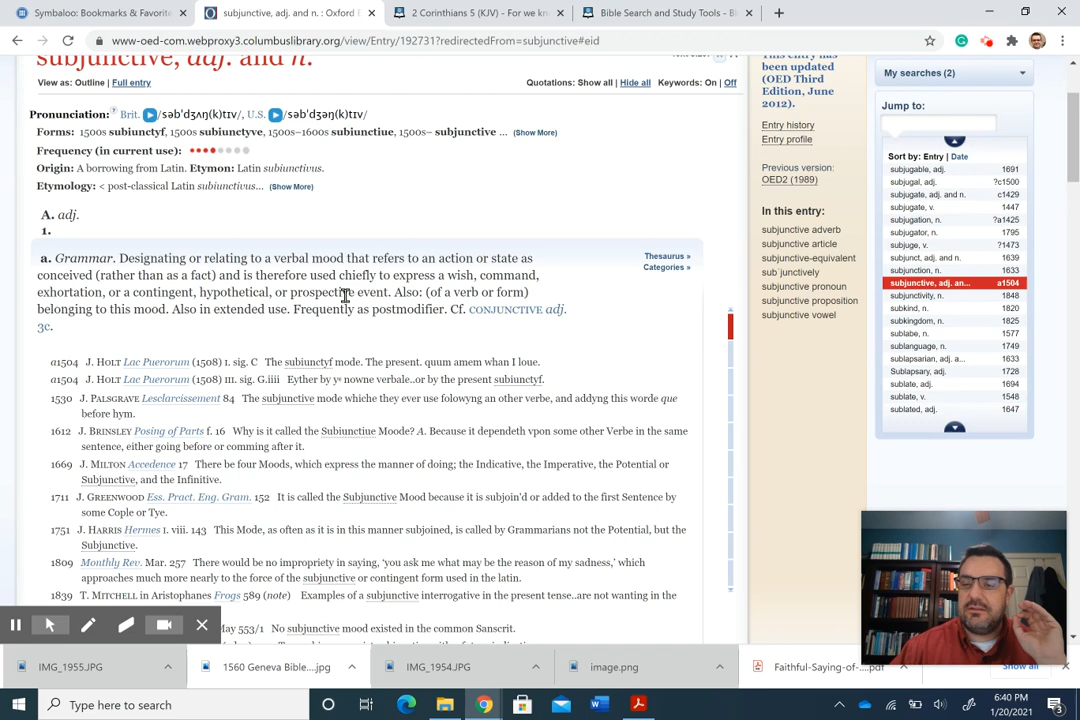 Symbaloo: Bookmarks & Favorite
subjunctive, adj. and n. : Oxford E
2 Corinthians 5 (KJV) - For we kn
Bible Search and Study Tools - Bl
www-oed-com.webproxy3.columbuslibrary.org/view/Entry/192731?redirectedFrom=subjunctive#eid
subjunctive, adj. and n.
View as: Outline | Full entry
Quotations: Show all | Hide all Keywords: On | Off
Pronunciation: ? Brit. /səbˈdʒʌŋ(k)tɪv/, U.S. /səbˈdʒəŋ(k)tɪv/
Forms: 1500s subiunctyf, 1500s subinctyve, 1500s–1600s subiunctiue, 1500s– subjunctive ... (Show More)
Frequency (in current use):
Origin: A borrowing from Latin. Etymon: Latin subiunctivus.
Etymology: < post-classical Latin subiunctivus... (Show More)
A. adj.
1.
a. Grammar. Designating or relating to a verbal mood that refers to an action or state as
conceived (rather than as a fact) and is therefore used chiefly to express a wish, command,
exhortation, or a contingent, hypothetical, or prospective event. Also: (of a verb or form)
belonging to this mood. Also in extended use. Frequently as postmodifier. Cf. CONJUNCTIVE adj.
3c.
Thesaurus »
Categories »
a1504 J. HOLT Lac Puerorum (1508) I. sig. C The subiunctyf mode. The present. quum amem whan I loue.
a1504 J. HOLT Lac Puerorum (1508) III. sig. G.iiii Eyther by yᵉ nowne verbale..or by the present subiunctyf.
1530 J. PALSGRAVE Lesclarcissement 84 The subjunctive mode whiche they ever use folowyng an other verbe, and addyng this worde que
before hym.
1612 J. BRINSLEY Posing of Parts f. 16 Why is it called the Subiunctiue Moode? A. Because it dependeth vpon some other Verbe in the same
sentence, either going before or comming after it.
1669 J. MILTON Accedence 17 There be four Moods, which express the manner of doing; the Indicative, the Imperative, the Potential or
Subjunctive, and the Infinitive.
1711 J. GREENWOOD Ess. Pract. Eng. Gram. 152 It is called the Subjunctive Mood because it is subjoin'd or added to the first Sentence by
some Cople or Tye.
1751 J. HARRIS Hermes I. viii. 143 This Mode, as often as it is in this manner subjoined, is called by Grammarians not the Potential, but the
Subjunctive.
1809 Monthly Rev. Mar. 257 There would be no impropriety in saying, 'you ask me what may be the reason of my sadness,' which
approaches much more nearly to the force of the subjunctive or contingent form used in the latin.
1839 T. MITCHELL in Aristophanes Frogs 589 (note) Examples of a subjunctive interrogative in the present tense..are not wanting in the
May 553/1 No subjunctive mood existed in the common Sanscrit.
This entry has
been updated
(OED Third
Edition, June
2012).
Entry history
Entry profile
Previous version:
OED2 (1989)
In this entry:
subjunctive adverb
subjunctive article
subjunctive-equivalent
subˈjunctively
subjunctive pronoun
subjunctive proposition
subjunctive vowel
My searches (2)
Jump to:
Sort by: Entry | Date
subjugable, adj. 1691
subjugal, adj. ?c1500
subjugate, adj. and n. c1429
subjugate, v. 1447
subjugation, n. ?a1425
subjugator, n. 1795
subjuge, v. ?1473
subjunct, adj. and n. 1639
subjunction, n. 1633
subjunctive, adj. an... a1504
subjunctivity, n. 1848
subkind, n. 1820
subkingdom, n. 1825
sublabe, n. 1577
sublanguage, n. 1749
sublapsarian, adj. a... 1633
Sublapsary, adj. 1728
sublate, adj. 1694
sublate, v. 1548
sublated, adj. 1647
IMG_1955.JPG
1560 Geneva Bible....jpg
IMG_1954.JPG
image.png
Faithful-Saying-of-....pdf
Show all
Type here to search
6:40 PM
1/20/2021
3